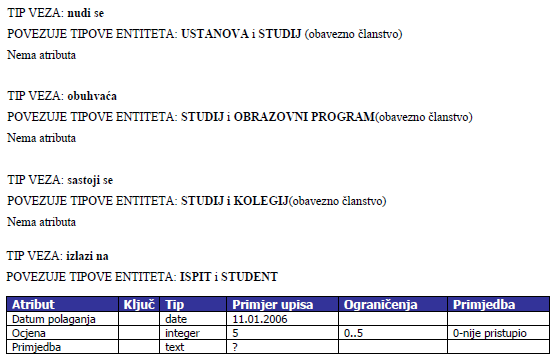 TIP VEZA: nudi se
POVEZUJE TIPOVE ENTITETA: USTANOVA i STUDIJ (obavezno članstvo)
Nema atributa
TIP VEZA: obuhvaća
POVEZUJE TIPOVE ENTITETA: STUDIJ i OBRAZOVNI PROGRAM(obavezno članstvo)
Nema atributa
TIP VEZA: sastoji se
POVEZUJE TIPOVE ENTITETA: STUDIJ i KOLEGIJ(obavezno članstvo)
Nema atributa
TIP VEZA: izlazi na
POVEZUJE TIPOVE ENTITETA: ISPIT i STUDENT
Atribut Ključ Tip Primjer upisa Ograničenja Primjedba
Datum polaganja date 11.01.2006
Ocjena integer 5 0..5 0-nije pristupio
Primjedba text ?